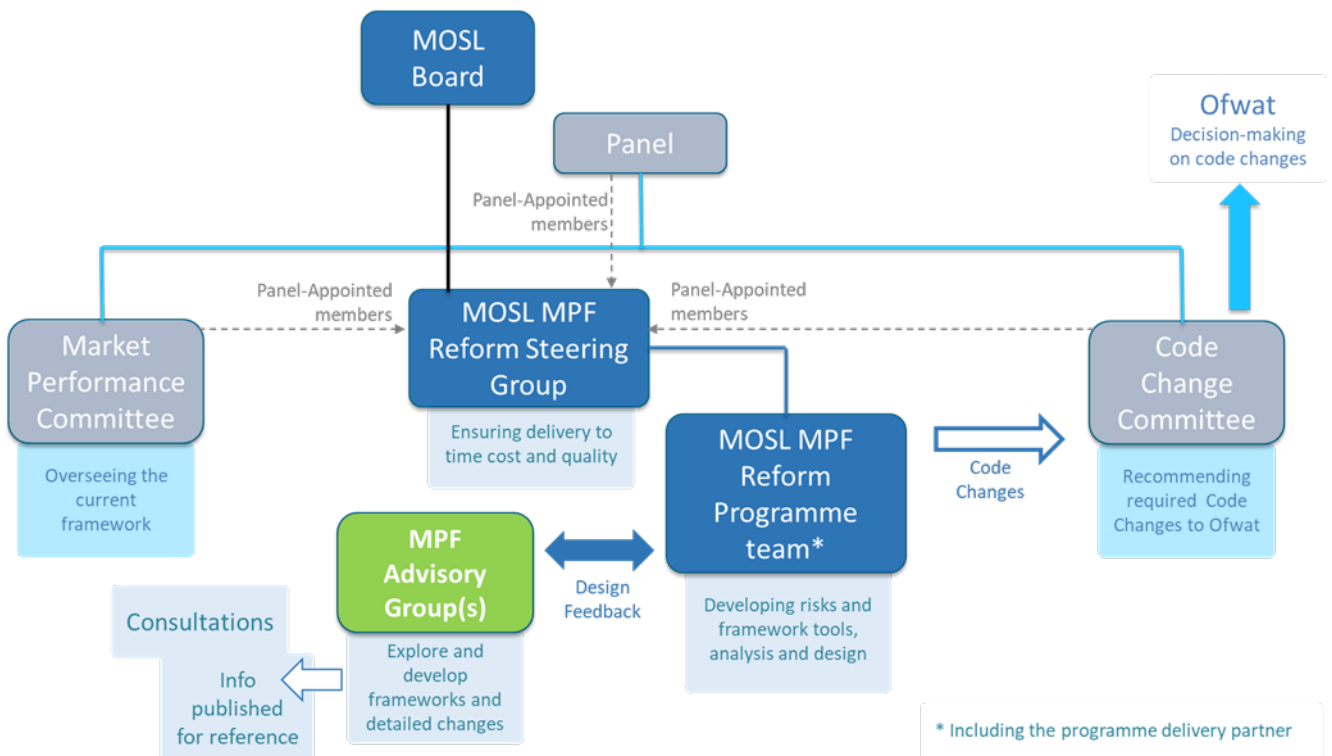 MOSL
Board
Ofwat
Decision-making
on code changes
Panel
Panel-Appointed
members
Panel-Appointed
members
Panel-Appointed
members
Market
Performance
Committee
MOSL MPF
Reform Steering
Group
Code
Change
Committee
Overseeing the
current
framework
Ensuring delivery to
time cost and quality
MOSL MPF
Reform
Programme
team*
Code
Changes
Recommending
required Code
Changes to Ofwat
MPF
Advisory
Group(s)
Design
Feedback
Developing risks and
framework tools,
analysis and design
Consultations
Info
published
for reference
Explore and
develop
frameworks and
detailed changes
* Including the programme delivery partner